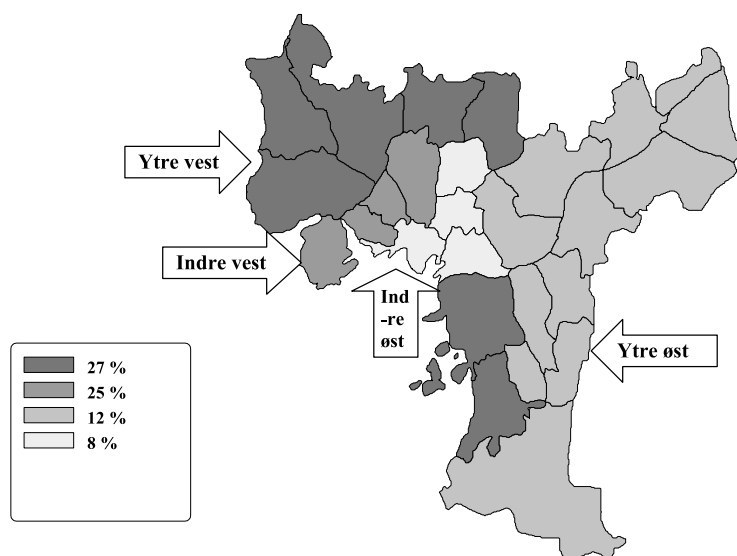 Ytre vest
Indre vest
Ind
-re
øst
Ytre øst
27 %
25 %
12 %
8 %